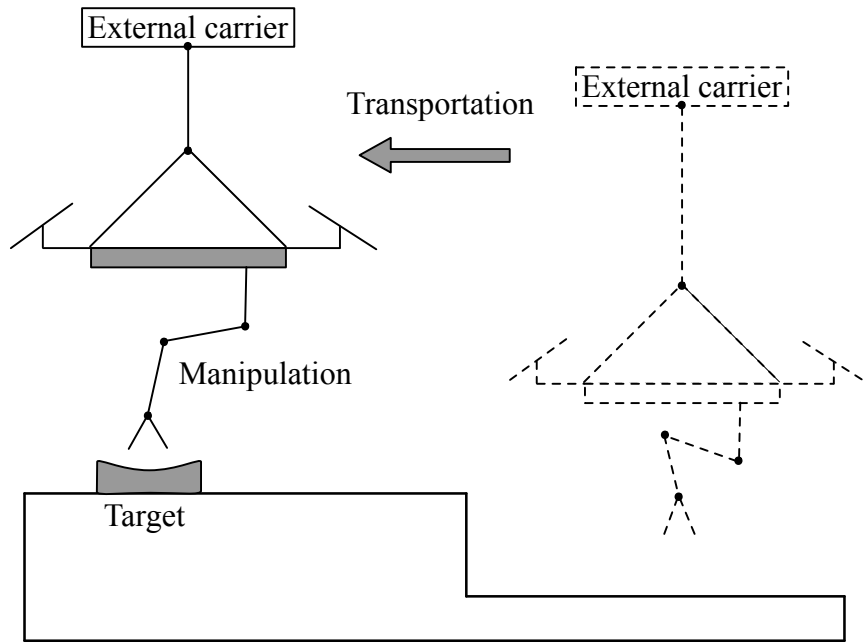 External carrier
External carrier
Transportation
Manipulation
Target